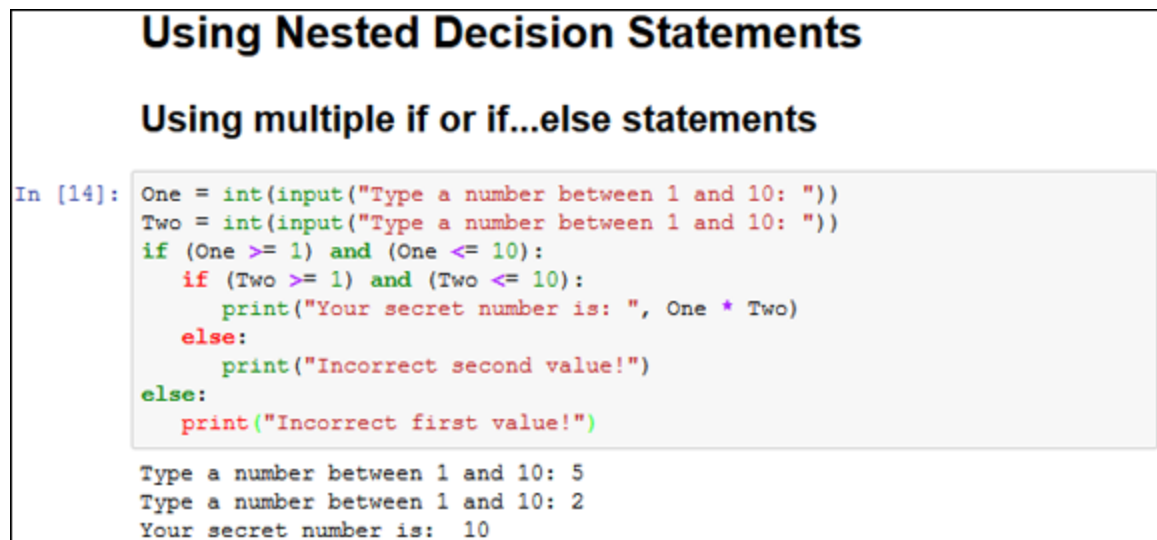 Using Nested Decision Statements
Using multiple if or if...else statements
In [14]: One = int(input("Type a number between 1 and 10: "))
Two = int(input("Type a number between 1 and 10: "))
if (One >= 1) and (One <= 10):
   if (Two >= 1) and (Two <= 10):
      print("Your secret number is: ", One * Two)
   else:
      print("Incorrect second value!")
else:
   print("Incorrect first value!")
Type a number between 1 and 10: 5
Type a number between 1 and 10: 2
Your secret number is:  10